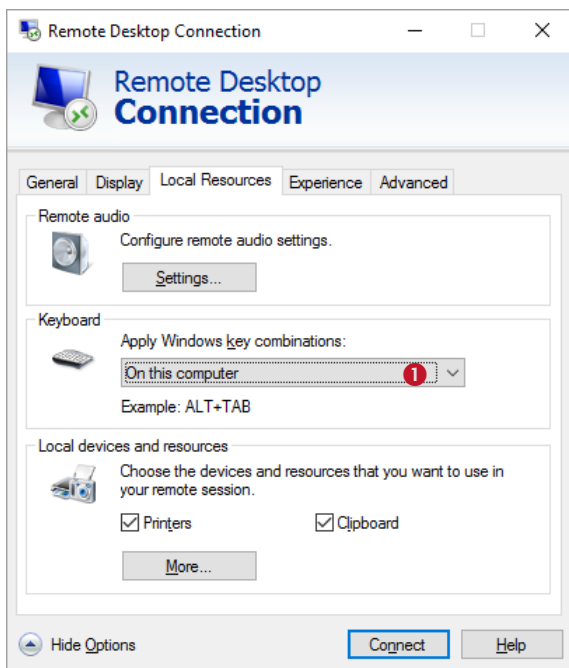 Remote Desktop Connection
Remote Desktop
Connection
General Display Local Resources Experience Advanced
Remote audio
Configure remote audio settings.
Settings...
Keyboard
Apply Windows key combinations:
On this computer 1
Example: ALT+TAB
Local devices and resources
Choose the devices and resources that you want to use in
your remote session.
Printers Clipboard
More...
Hide Options Connect Help